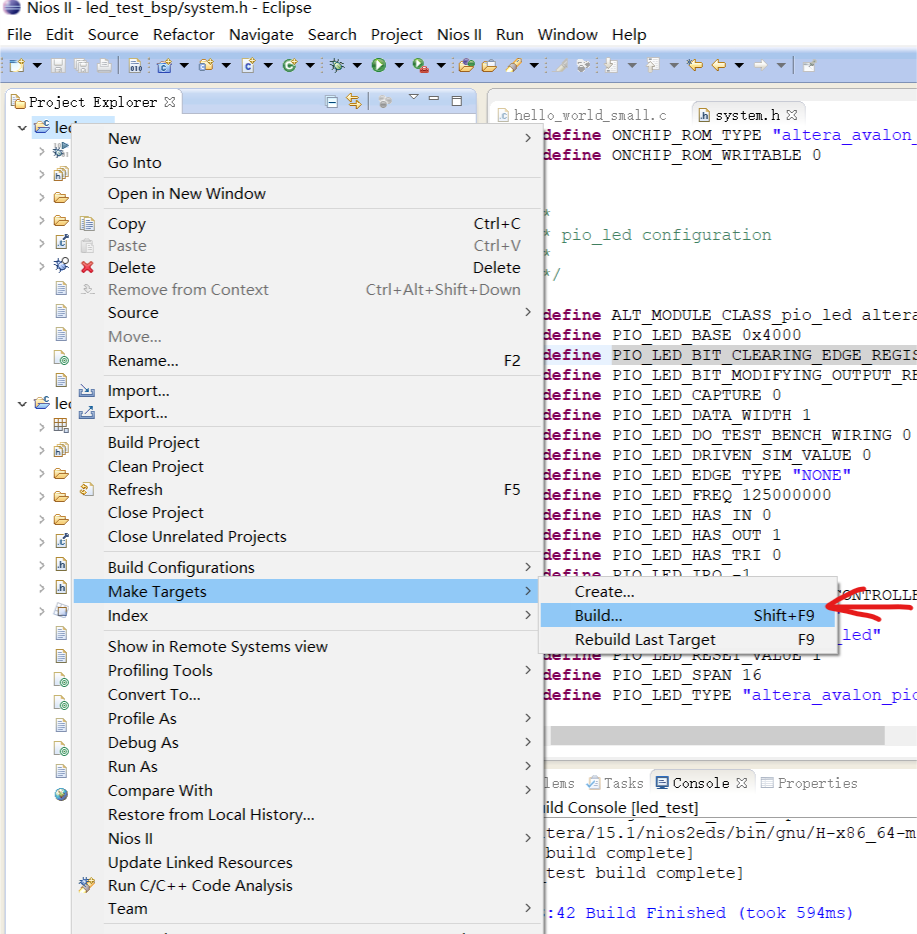 Nios II - led_test_bsp/system.h - Eclipse
File Edit Source Refactor Navigate Search Project Nios II Run Window Help
Project Explorer
hello_world_small.c
system.h
led
New
Go Into
Open in New Window
Copy Ctrl+C
Paste Ctrl+V
Delete Delete
Remove from Context Ctrl+Alt+Shift+Down
Source
Move...
Rename... F2
Import...
Export...
Build Project
Clean Project
Refresh F5
Close Project
Close Unrelated Projects
Build Configurations
Make Targets
Index
Show in Remote Systems view
Profiling Tools
Convert To...
Profile As
Debug As
Run As
Compare With
Restore from Local History...
Nios II
Update Linked Resources
Run C/C++ Code Analysis
Team
led
Create...
Build... Shift+F9
Rebuild Last Target F9
define ONCHIP_ROM_TYPE "altera_avalon_
define ONCHIP_ROM_WRITABLE 0
*
* pio_led configuration
*
*/
define ALT_MODULE_CLASS_pio_led altera
define PIO_LED_BASE 0x4000
define PIO_LED_BIT_CLEARING_EDGE_REGIS
define PIO_LED_BIT_MODIFYING_OUTPUT_RE
define PIO_LED_CAPTURE 0
define PIO_LED_DATA_WIDTH 1
define PIO_LED_DO_TEST_BENCH_WIRING 0
define PIO_LED_DRIVEN_SIM_VALUE 0
define PIO_LED_EDGE_TYPE "NONE"
define PIO_LED_FREQ 125000000
define PIO_LED_HAS_IN 0
define PIO_LED_HAS_OUT 1
define PIO_LED_HAS_TRI 0
define PIO_LED_IRQ -1
CONTROLLE
_led"
define PIO_LED_RESET_VALUE 1
define PIO_LED_SPAN 16
define PIO_LED_TYPE "altera_avalon_pio
lems Tasks Console Properties
ild Console [led_test]
tera/15.1/nios2eds/bin/gnu/H-x86_64-m
build complete]
_test build complete]
:42 Build Finished (took 594ms)